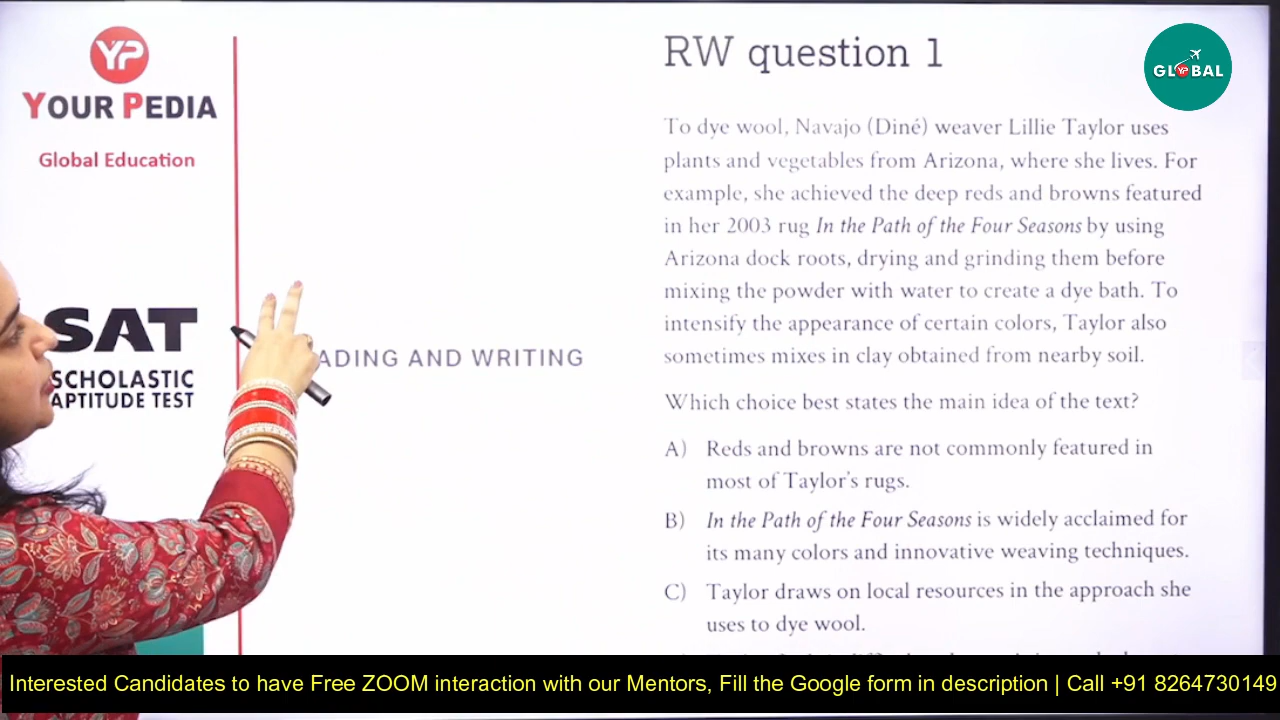 YP
YOUR PEDIA
Global Education
SAT
SCHOLASTIC
APTITUDE TEST
ADING AND WRITING
RW question 1
GLOBAL
YP
To dye wool, Navajo (Diné) weaver Lillie Taylor uses
plants and vegetables from Arizona, where she lives. For
example, she achieved the deep reds and browns featured
in her 2003 rug In the Path of the Four Seasons by using
Arizona dock roots, drying and grinding them before
mixing the powder with water to create a dye bath. To
intensify the appearance of certain colors, Taylor also
sometimes mixes in clay obtained from nearby soil.
Which choice best states the main idea of the text?
A) Reds and browns are not commonly featured in
most of Taylor's rugs.
B) In the Path of the Four Seasons is widely acclaimed for
its many colors and innovative weaving techniques.
C) Taylor draws on local resources in the approach she
uses to dye wool.
Interested Candidates to have Free ZOOM interaction with our Mentors, Fill the Google form in description | Call +91 8264730149